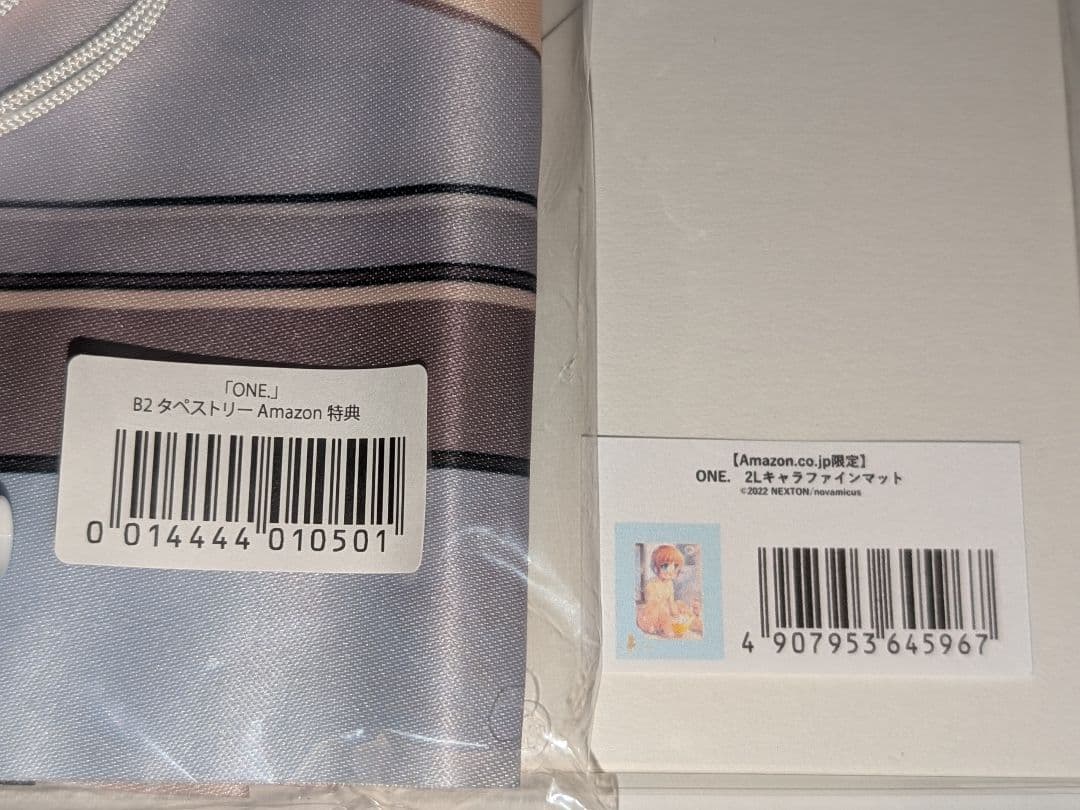 「ONE.」
B2 タペストリー Amazon 特典
0 014444 010501
【Amazon.co.jp限定】
ONE. 2Lキャラファインマット
©2022 NEXTON/novamicus
4 907953 645967